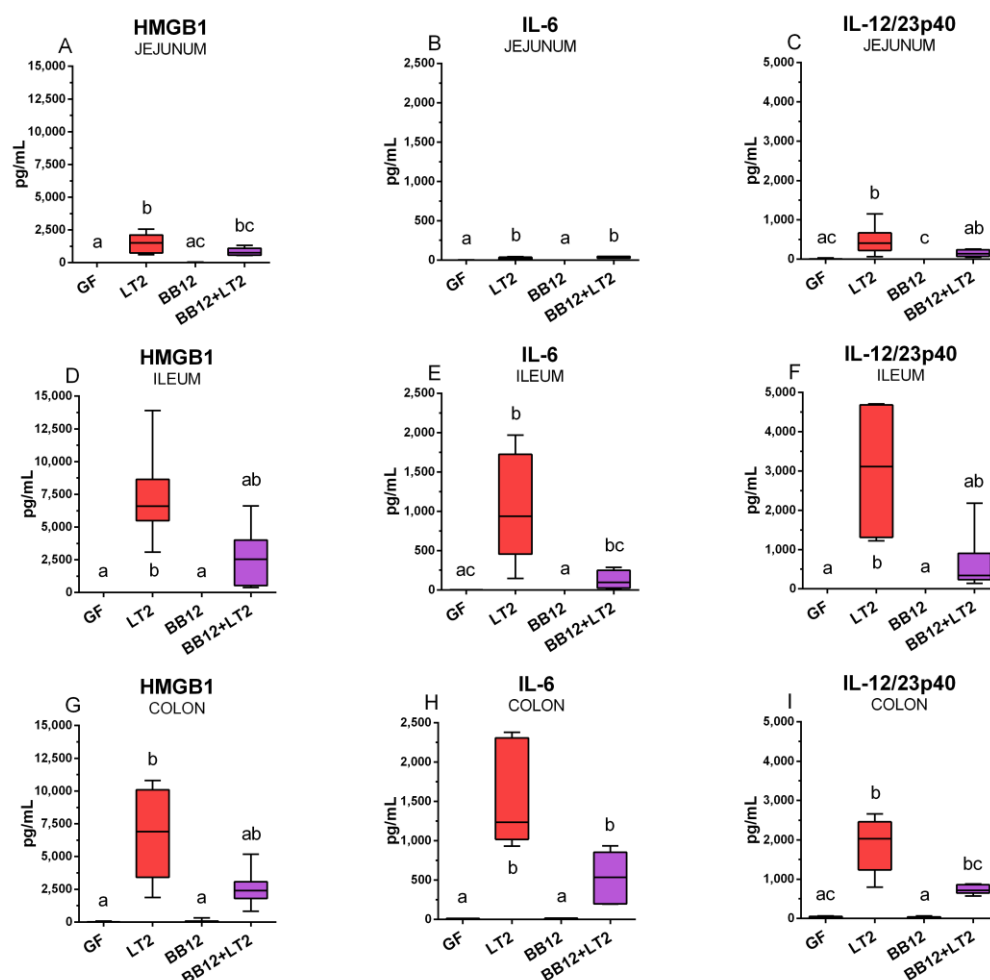 A
HMGB1
JEJUNUM
15,000
12,500
10,000
7,500
5,000
2,500
0
pg/mL
a
b
ac
bc
GF
LT2
BB12
BB12+LT2
B
IL-6
JEJUNUM
2,500
2,000
1,500
1,000
500
0
pg/mL
a
b
a
b
GF
LT2
BB12
BB12+LT2
C
IL-12/23p40
JEJUNUM
5,000
4,000
3,000
2,000
1,000
0
pg/mL
ac
b
c
ab
GF
LT2
BB12
BB12+LT2
D
HMGB1
ILEUM
15,000
12,500
10,000
7,500
5,000
2,500
0
pg/mL
a
b
a
ab
GF
LT2
BB12
BB12+LT2
E
IL-6
ILEUM
2,500
2,000
1,500
1,000
500
0
pg/mL
ac
b
a
bc
GF
LT2
BB12
BB12+LT2
F
IL-12/23p40
ILEUM
5,000
4,000
3,000
2,000
1,000
0
pg/mL
a
b
a
ab
GF
LT2
BB12
BB12+LT2
G
HMGB1
COLON
15,000
12,500
10,000
7,500
5,000
2,500
0
pg/mL
a
b
a
ab
GF
LT2
BB12
BB12+LT2
H
IL-6
COLON
2,500
2,000
1,500
1,000
500
0
pg/mL
a
b
a
b
GF
LT2
BB12
BB12+LT2
I
IL-12/23p40
COLON
5,000
4,000
3,000
2,000
1,000
0
pg/mL
ac
b
a
bc
GF
LT2
BB12
BB12+LT2